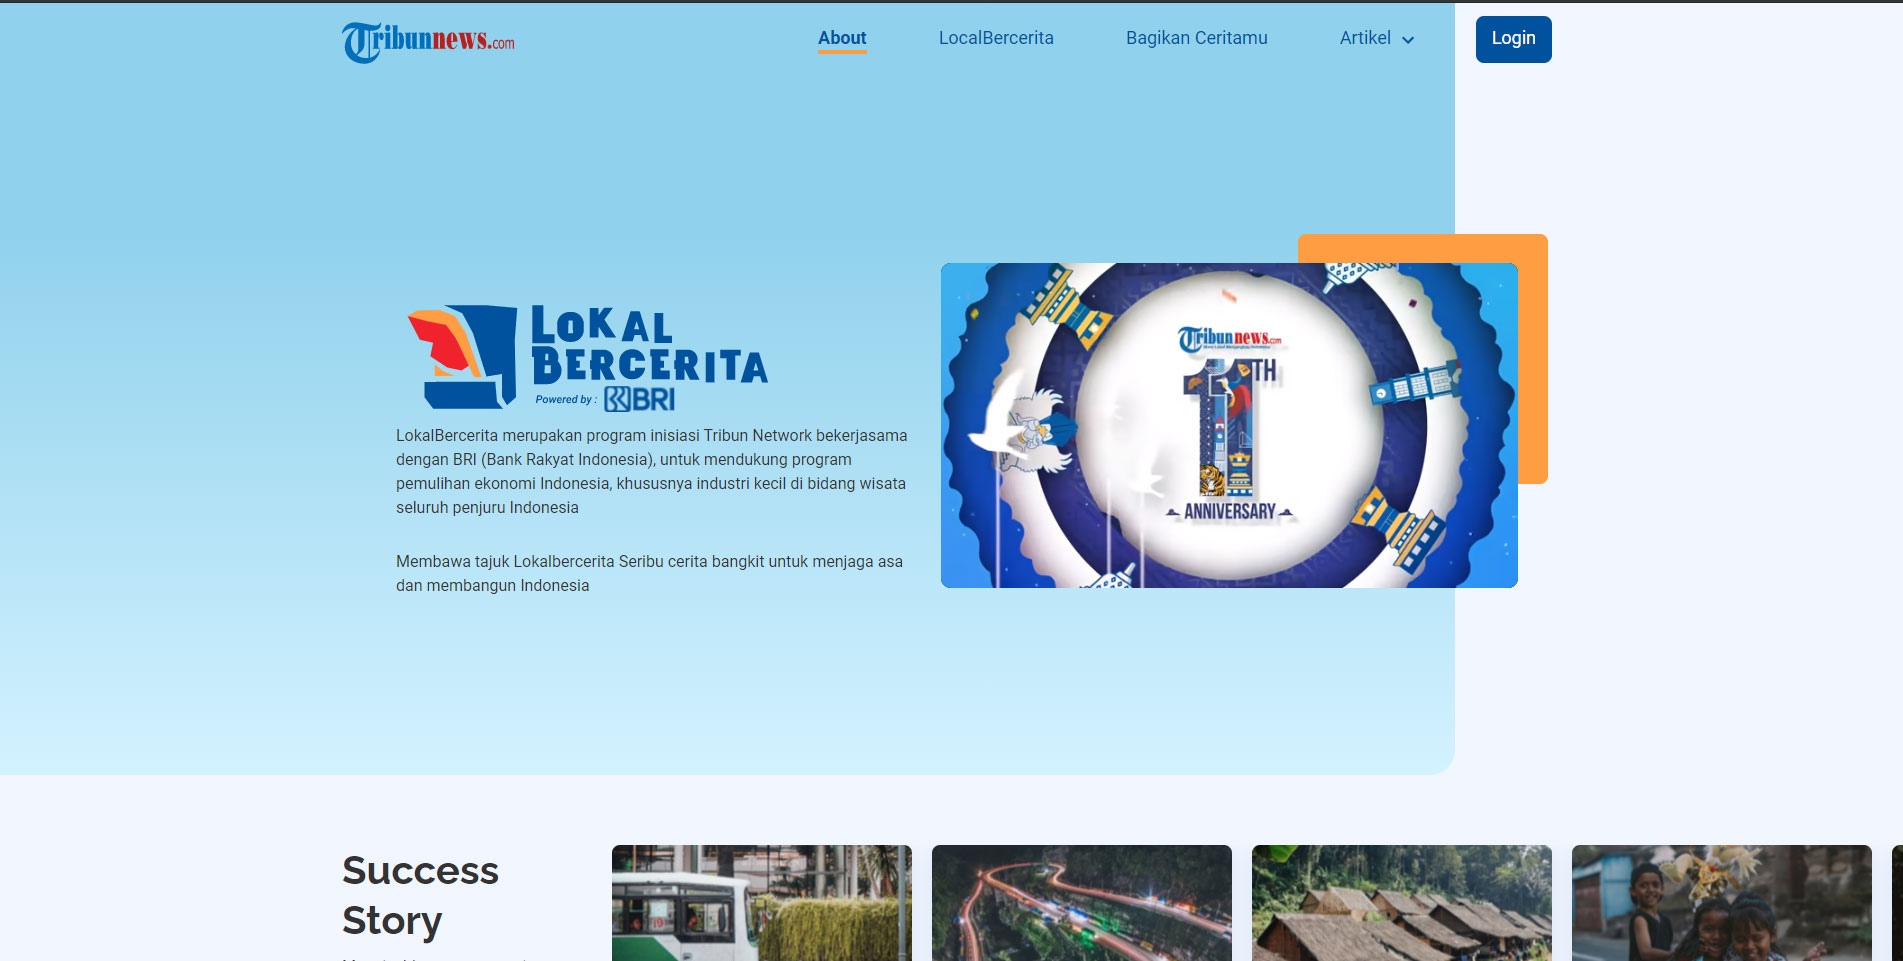 Tribunnews.com
About
LocalBercerita
Bagikan Ceritamu
Artikel
Login
LOKAL
BERCERITA
Powered by : BRI
LokalBercerita merupakan program inisiasi Tribun Network bekerjasama
dengan BRI (Bank Rakyat Indonesia), untuk mendukung program
pemulihan ekonomi Indonesia, khususnya industri kecil di bidang wisata
seluruh penjuru Indonesia
Membawa tajuk Lokalbercerita Seribu cerita bangkit untuk menjaga asa
dan membangun Indonesia
Tribunnews.com
11TH
ANNIVERSARY
Success
Story